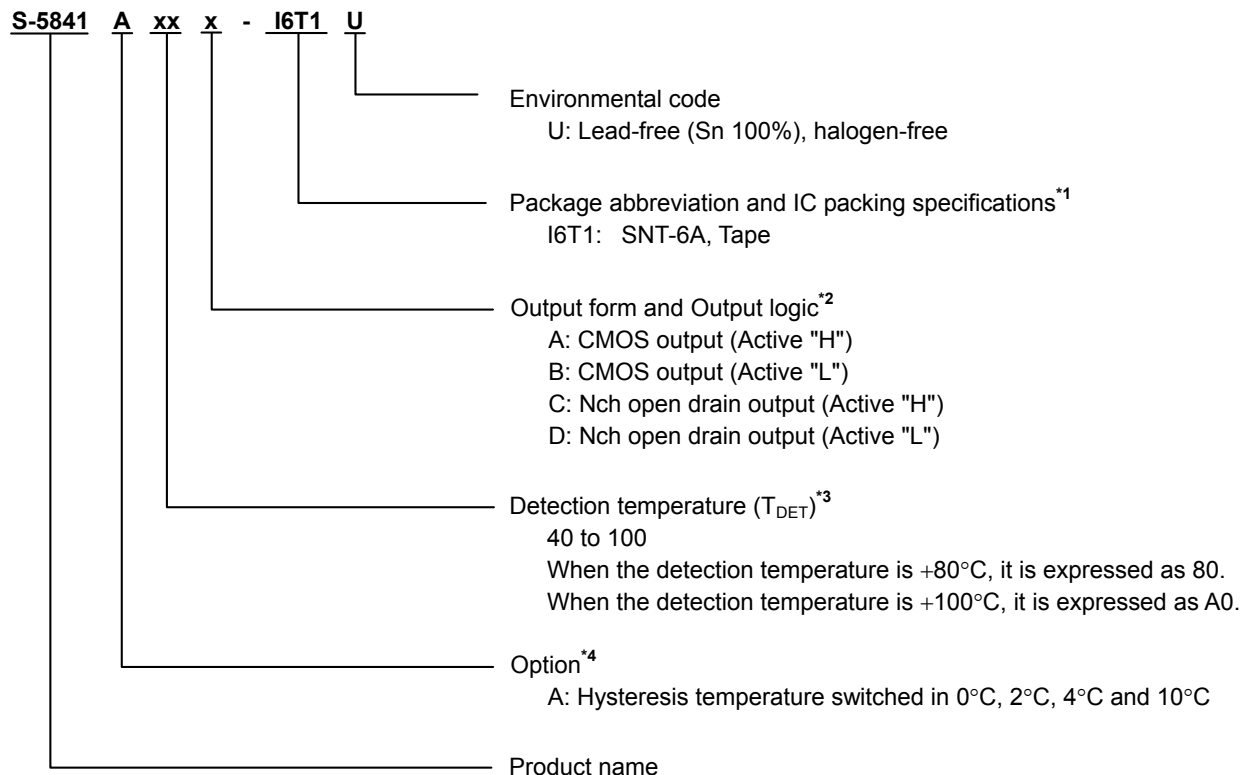 S-5841 A xx x - I6T1 U
Environmental code
U: Lead-free (Sn 100%), halogen-free
Package abbreviation and IC packing specifications*1
I6T1: SNT-6A, Tape
Output form and Output logic*2
A: CMOS output (Active "H")
B: CMOS output (Active "L")
C: Nch open drain output (Active "H")
D: Nch open drain output (Active "L")
Detection temperature (TDET)*3
40 to 100
When the detection temperature is +80°C, it is expressed as 80.
When the detection temperature is +100°C, it is expressed as A0.
Option*4
A: Hysteresis temperature switched in 0°C, 2°C, 4°C and 10°C
Product name